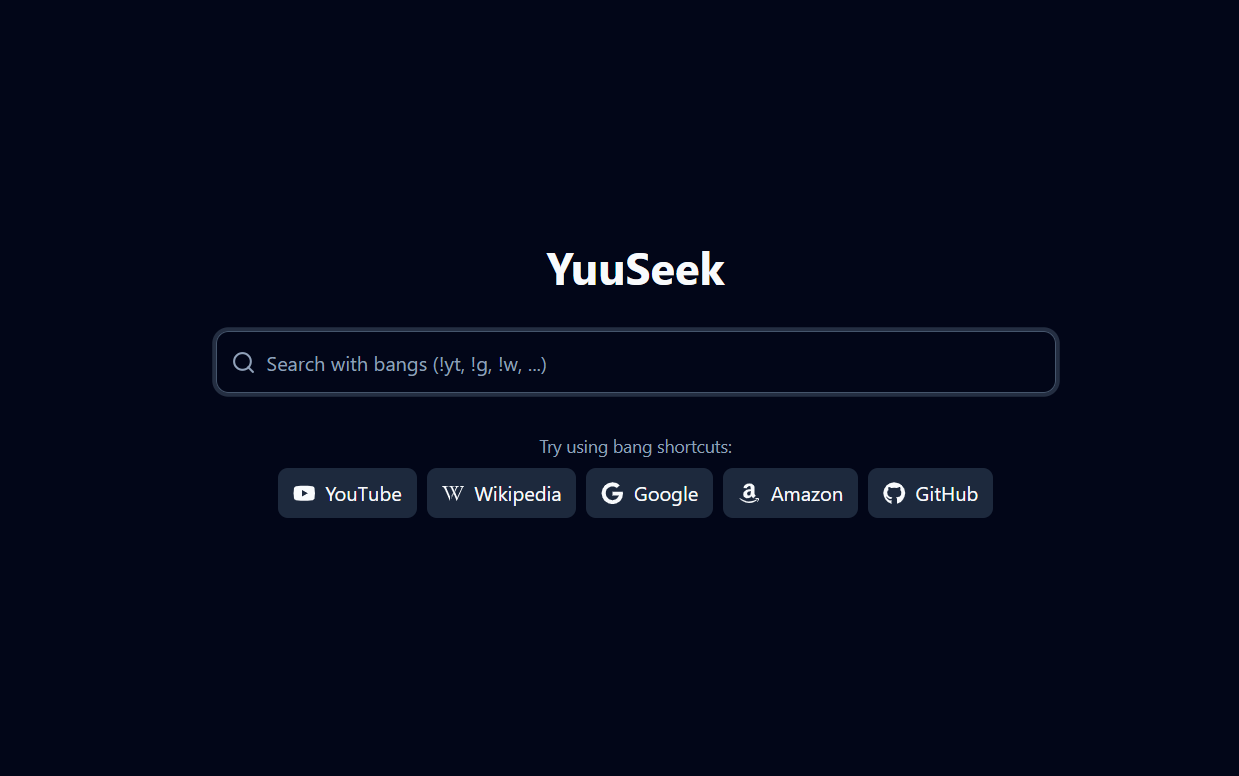 YuuSeek
Search with bangs (!yt, !g, !w, ...)
Try using bang shortcuts:
YouTube Wikipedia Google Amazon GitHub